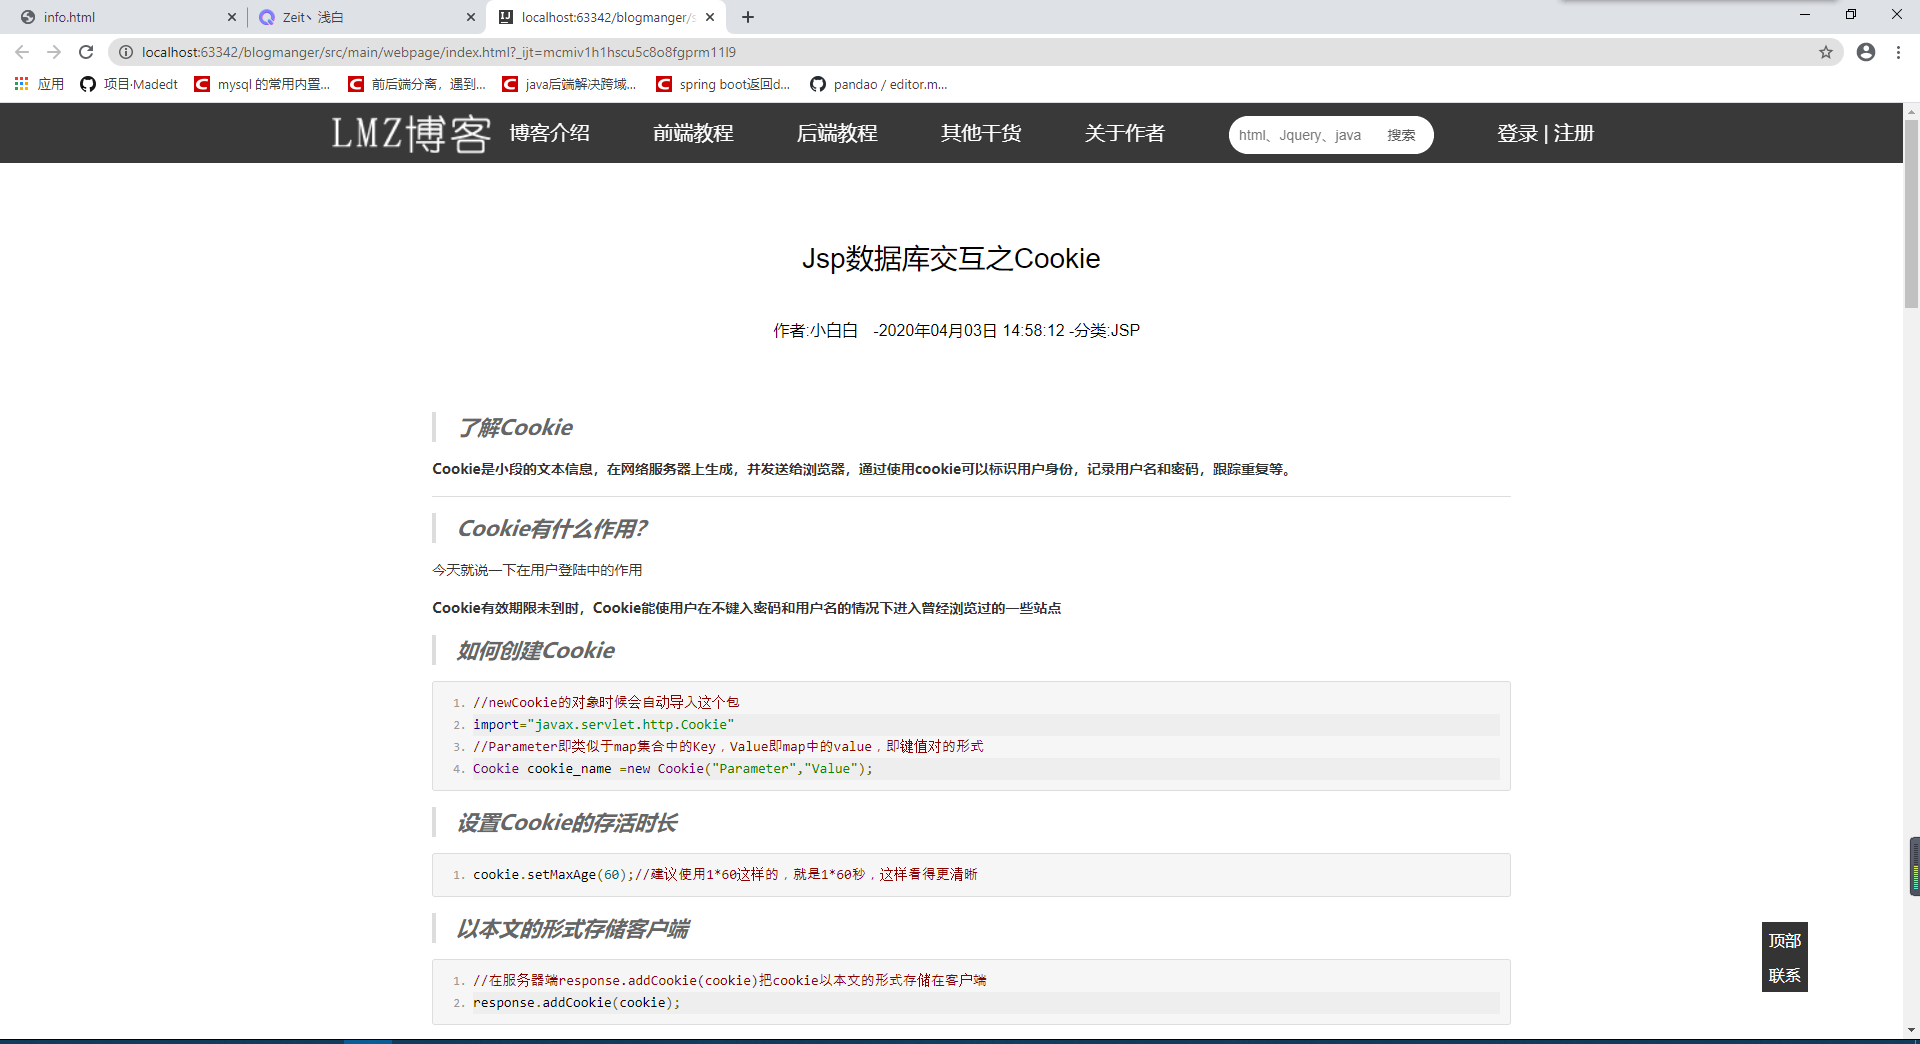 info.html
Zeit丶浅白
localhost:63342/blogmanger/s
localhost:63342/blogmanger/src/main/webpage/index.html?_ijt=mcmiv1h1hscu5c8o8fgprm11l9
应用 项目·Madedt mysql 的常用内置... 前后端分离，遇到... java后端解决跨域... spring boot返回d... pandao / editor.m...
LMZ博客 博客介绍 前端教程 后端教程 其他干货 关于作者 html、Jquery、java 搜索 登录 | 注册
Jsp数据库交互之Cookie
作者:小白白 -2020年04月03日 14:58:12 -分类:JSP
了解Cookie
Cookie是小段的文本信息，在网络服务器上生成，并发送给浏览器，通过使用cookie可以标识用户身份，记录用户名和密码，跟踪重复等。
Cookie有什么作用?
今天就说一下在用户登陆中的作用
Cookie有效期限未到时，Cookie能使用户在不键入密码和用户名的情况下进入曾经浏览过的一些站点
如何创建Cookie
1. //newCookie的对象时候会自动导入这个包
2. import="javax.servlet.http.Cookie"
3. //Parameter即类似于map集合中的Key，Value即map中的value，即键值对的形式
4. Cookie cookie_name =new Cookie("Parameter","Value");
设置Cookie的存活时长
1. cookie.setMaxAge(60);//建议使用1*60这样的，就是1*60秒，这样看得更清晰
以本文的形式存储客户端
1. //在服务器端response.addCookie(cookie)把cookie以本文的形式存储在客户端
2. response.addCookie(cookie);
顶部
联系